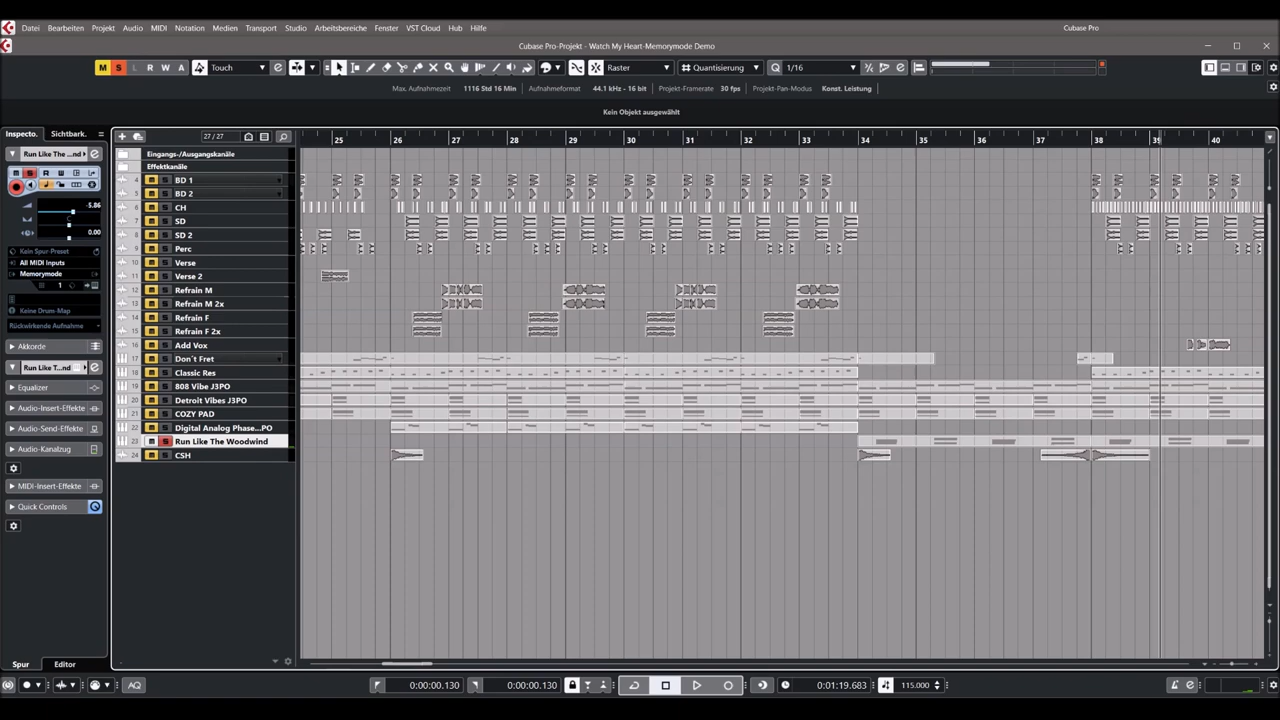 Datei Bearbeiten Projekt Audio MIDI Notation Medien Transport Studio Arbeitsbereiche Fenster VST Cloud Hub Hilfe Cubase Pro
Cubase Pro-Projekt - Watch My Heart-Memorymode Demo
M S L R W A Touch Raster Quantisierung Q 1/16
Max. Aufnahmezeit 1116 Std 16 Min Aufnahmeformat 44.1 kHz - 16 bit Projekt-Framerate 30 fps Projekt-Pan-Modus Konst. Leistung
Kein Objekt ausgewählt
Inspecto. Sichtbark. 27 / 27 25 26 27 28 29 30 31 32 33 34 35 36 37 38 39 40
Run Like The ...nd
-5.86
0.00
Kein Spur-Preset
All MIDI Inputs
Memorymode
1
Keine Drum-Map
Rückwirkende Aufnahme
Akkorde
Run Like T...nd
Equalizer
Audio-Insert-Effekte
Audio-Send-Effekte
Audio-Kanalzug
MIDI-Insert-Effekte
Quick Controls
Eingangs-/Ausgangskanäle
Effektkanäle
4 BD 1
5 BD 2
6 CH
7 SD
8 SD 2
9 Perc
10 Verse
11 Verse 2
12 Refrain M
13 Refrain M 2x
14 Refrain F
15 Refrain F 2x
16 Add Vox
17 Don´t Fret
18 Classic Res
19 808 Vibe J3PO
20 Detroit Vibes J3PO
21 COZY PAD
22 Digital Analog Phase...PO
23 Run Like The Woodwind
24 CSH
Spur Editor
AQ 0:00:00.130 0:00:00.130 0:01:19.683 115.000